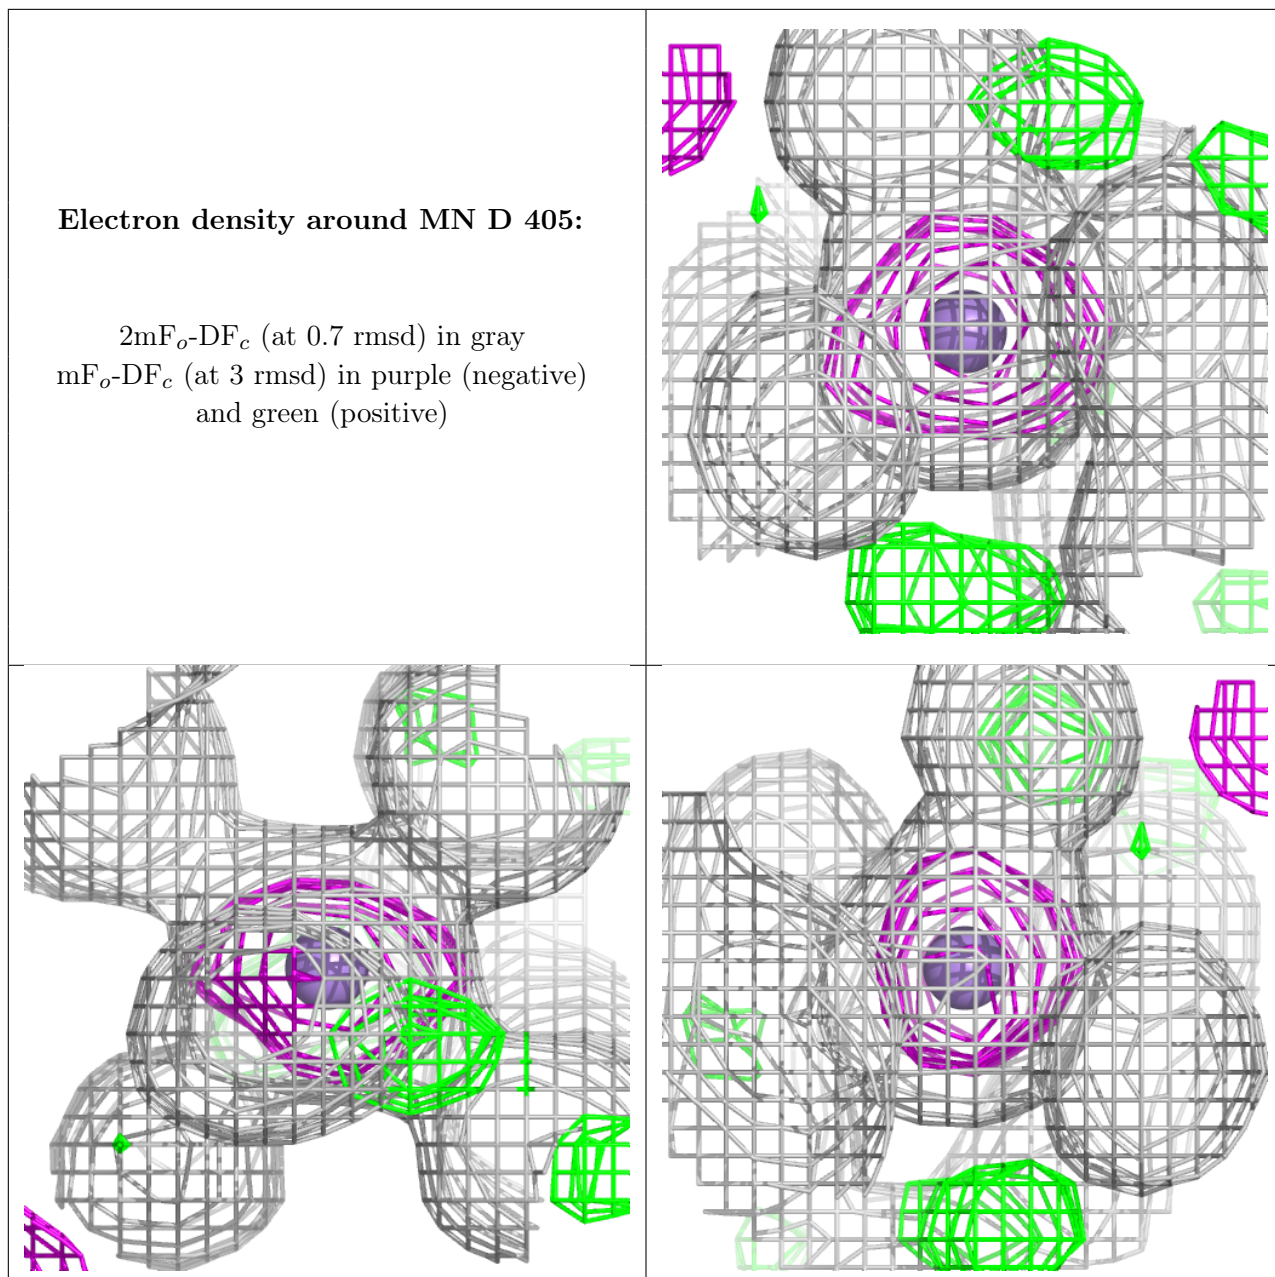 Electron density around MN D 405:
2mFo-DFc (at 0.7 rmsd) in gray
mFo-DFc (at 3 rmsd) in purple (negative)
and green (positive)